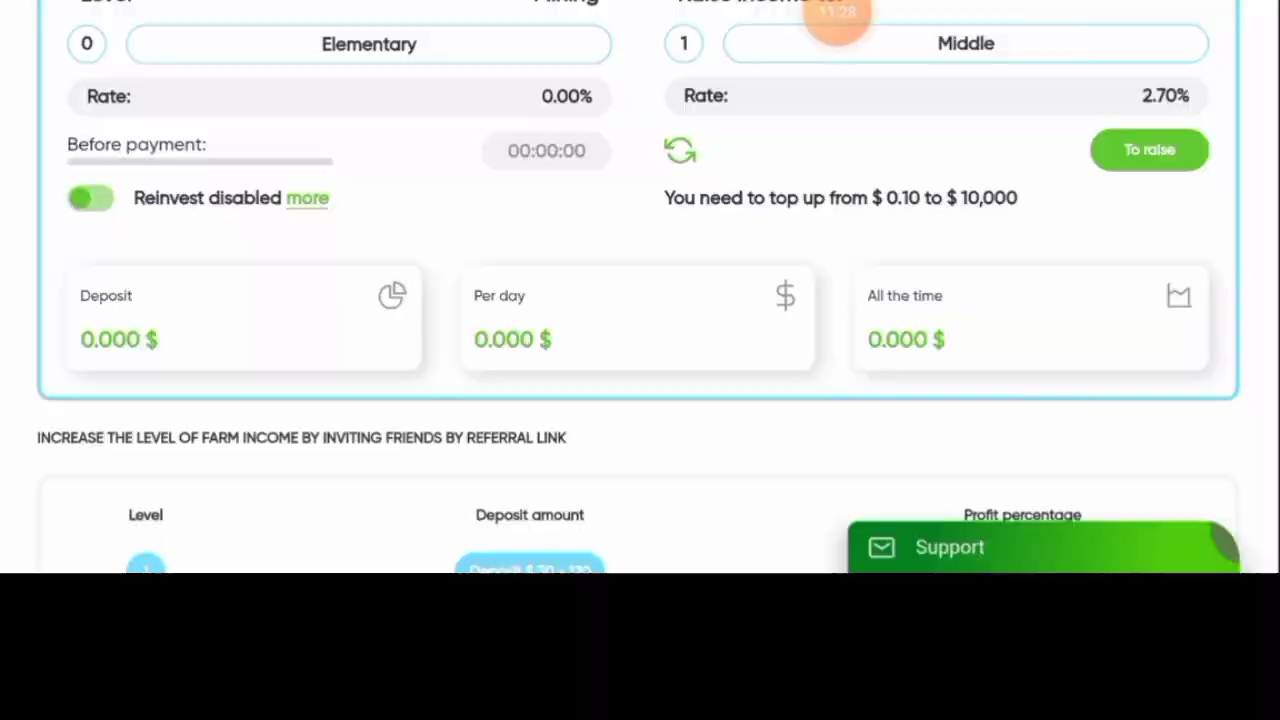 11:28
0
Elementary
1
Middle
Rate:
0.00%
Rate:
2.70%
Before payment:
00:00:00
To raise
Reinvest disabled more
You need to top up from $ 0.10 to $ 10,000
Deposit
Per day
All the time
0.000 $
0.000 $
0.000 $
INCREASE THE LEVEL OF FARM INCOME BY INVITING FRIENDS BY REFERRAL LINK
Level
Deposit amount
Profit percentage
Support